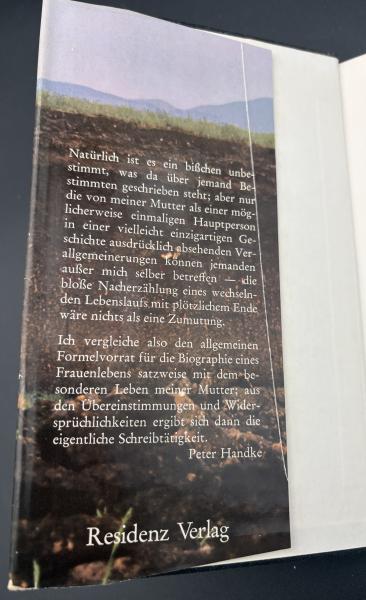 Natürlich ist es ein bißchen unbe-
stimmt, was da über jemand Be-
stimmten geschrieben steht; aber nur
die von meiner Mutter als einer mög-
licherweise einmaligen Hauptperson
in einer vielleicht einzigartigen Ge-
schichte ausdrücklich absehenden Ver-
allgemeinerungen können jemanden
außer mich selber betreffen — die
bloße Nacherzählung eines wechseln-
den Lebenslaufs mit plötzlichem Ende
wäre nichts als eine Zumutung.
Ich vergleiche also den allgemeinen
Formelvorrat für die Biographie eines
Frauenlebens satzweise mit dem be-
sonderen Leben meiner Mutter; aus
den Übereinstimmungen und Wider-
sprüchlichkeiten ergibt sich dann die
eigentliche Schreibtätigkeit.
Peter Handke
Residenz Verlag